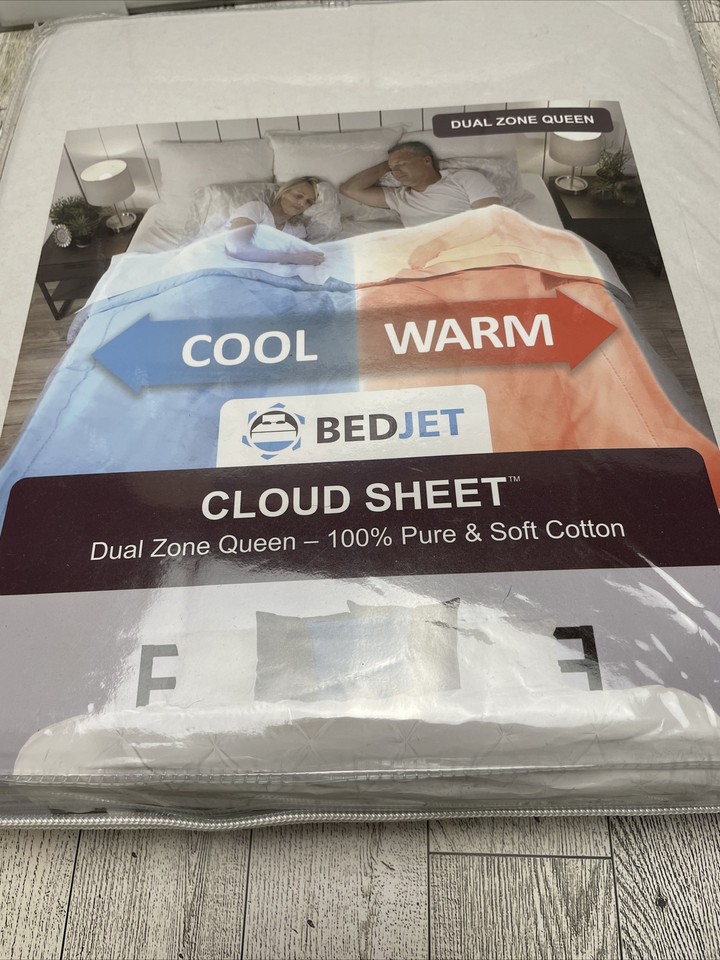 DUAL ZONE QUEEN
COOL WARM
BEDJET
CLOUD SHEET™
Dual Zone Queen – 100% Pure & Soft Cotton